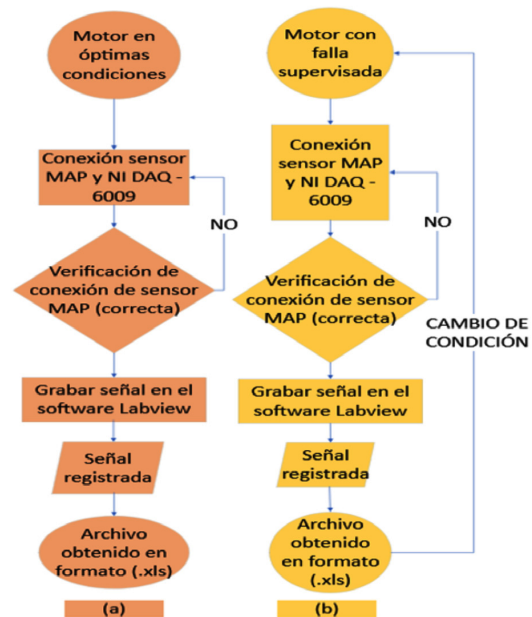 Motor en
óptimas
condiciones
Conexión sensor
MAP y NI DAQ -
6009
NO
Verificación de
conexión de sensor
MAP (correcta)
Grabar señal en el
software Labview
Señal
registrada
Archivo
obtenido en
formato (.xls)
(a)
Motor con
falla
supervisada
Conexión
sensor MAP
y NI DAQ -
6009
NO
Verificación de
conexión de sensor
MAP (correcta)
CAMBIO DE
CONDICIÓN
Grabar señal en el
software Labview
Señal
registrada
Archivo
obtenido en
formato (.xls)
(b)